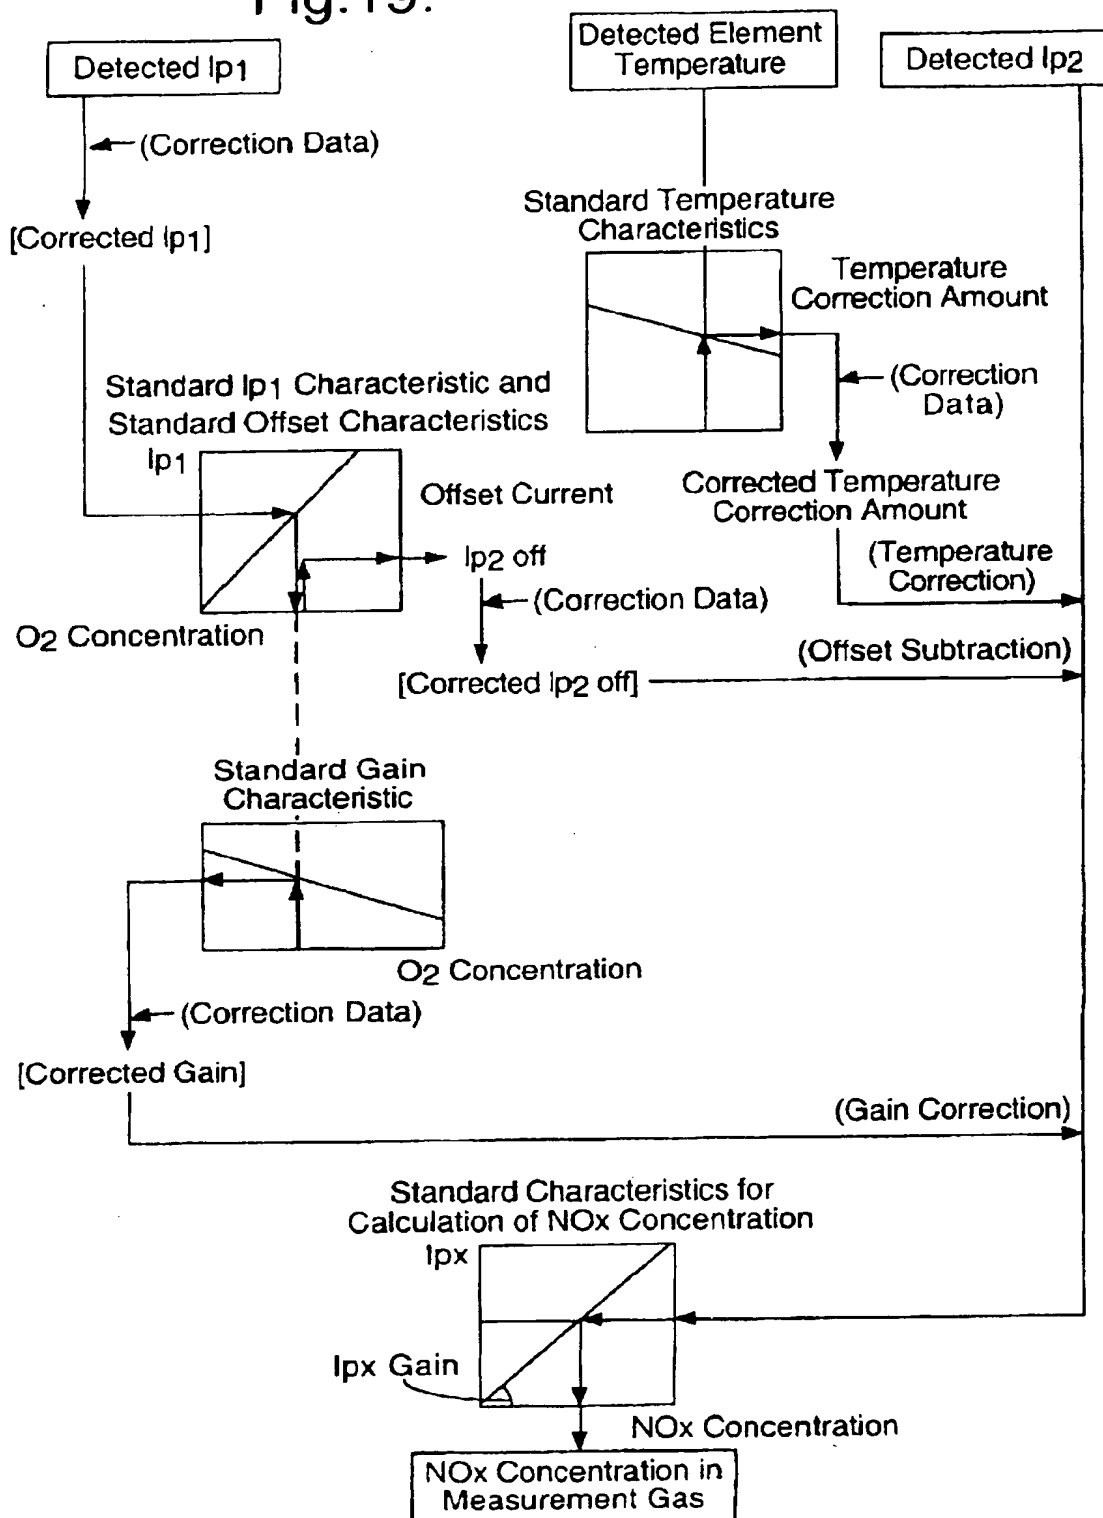 Fig.19.
Detected Ip1
Detected Element
Temperature
Detected Ip2
(Correction Data)
[Corrected Ip1]
Standard Temperature
Characteristics
Temperature
Correction Amount
(Correction
Data)
Standard Ip1 Characteristic and
Standard Offset Characteristics
Ip1
Offset Current
Corrected Temperature
Correction Amount
Ip2 off
(Temperature
Correction)
(Correction Data)
O2 Concentration
(Offset Subtraction)
[Corrected Ip2 off]
Standard Gain
Characteristic
O2 Concentration
(Correction Data)
[Corrected Gain]
(Gain Correction)
Standard Characteristics for
Calculation of NOx Concentration
Ipx
Ipx Gain
NOx Concentration
NOx Concentration in
Measurement Gas